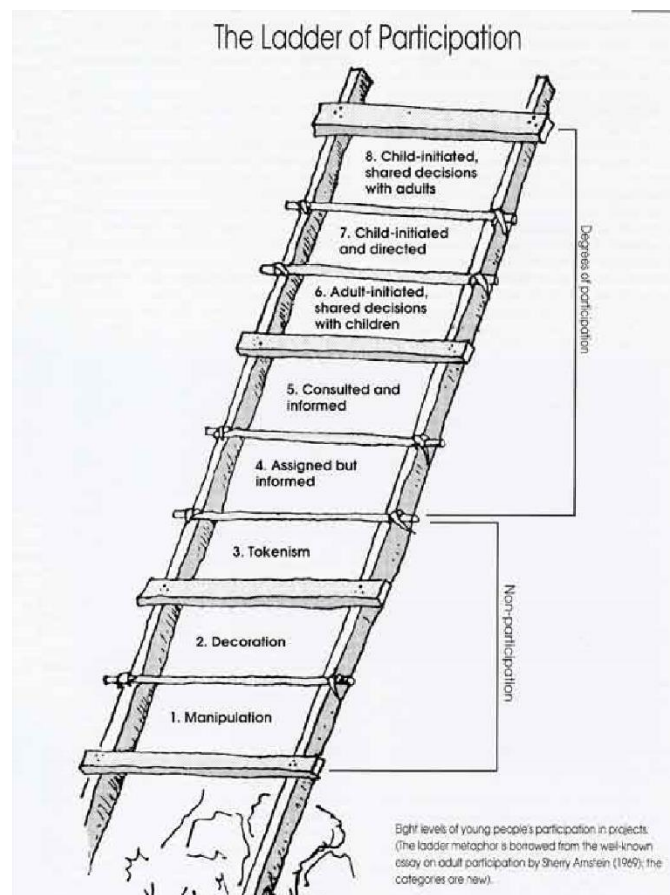 The Ladder of Participation
8. Child-initiated,
shared decisions
with adults
7. Child-initiated
and directed
6. Adult-initiated,
shared decisions
with children
5. Consulted and
informed
4. Assigned but
informed
3. Tokenism
2. Decoration
1. Manipulation
Degrees of participation
Non-participation
Eight levels of young people's participation in projects.
(The ladder metaphor is borrowed from the well-known
essay on adult participation by Sherry Arnstein (1969); the
categories are new).